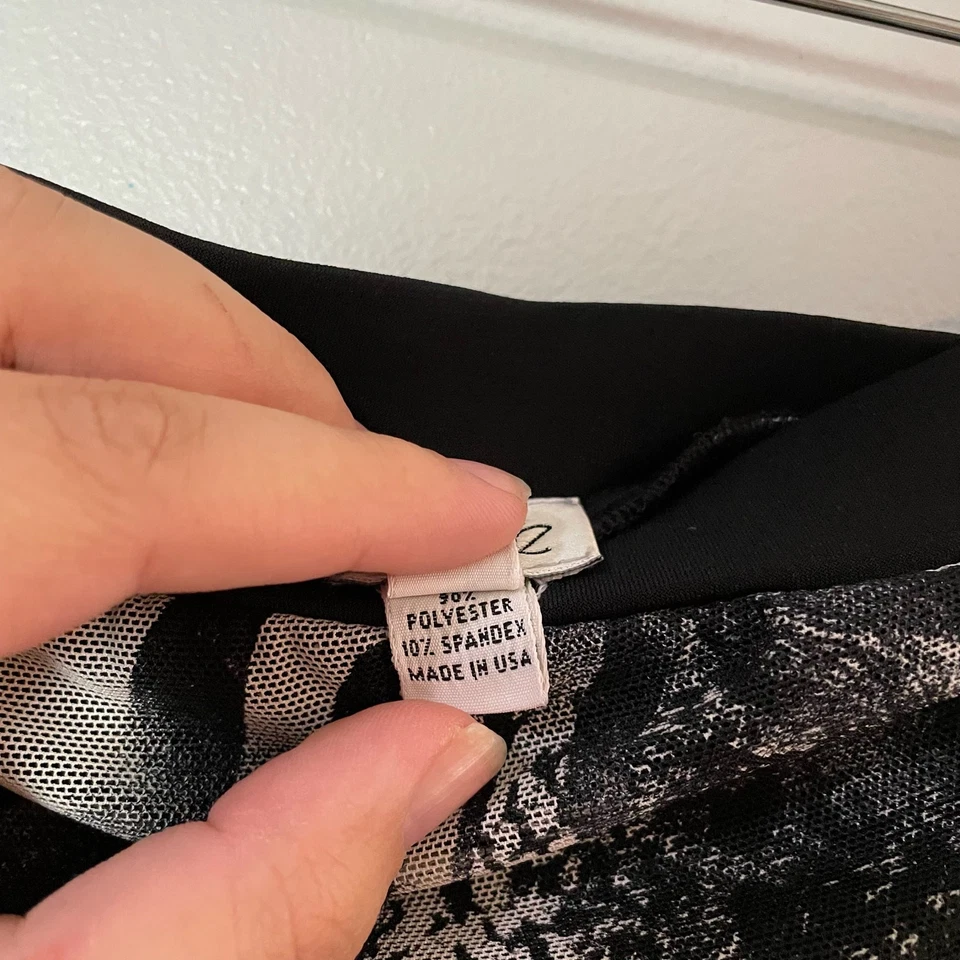 90%
POLYESTER
10% SPANDEX
MADE IN USA